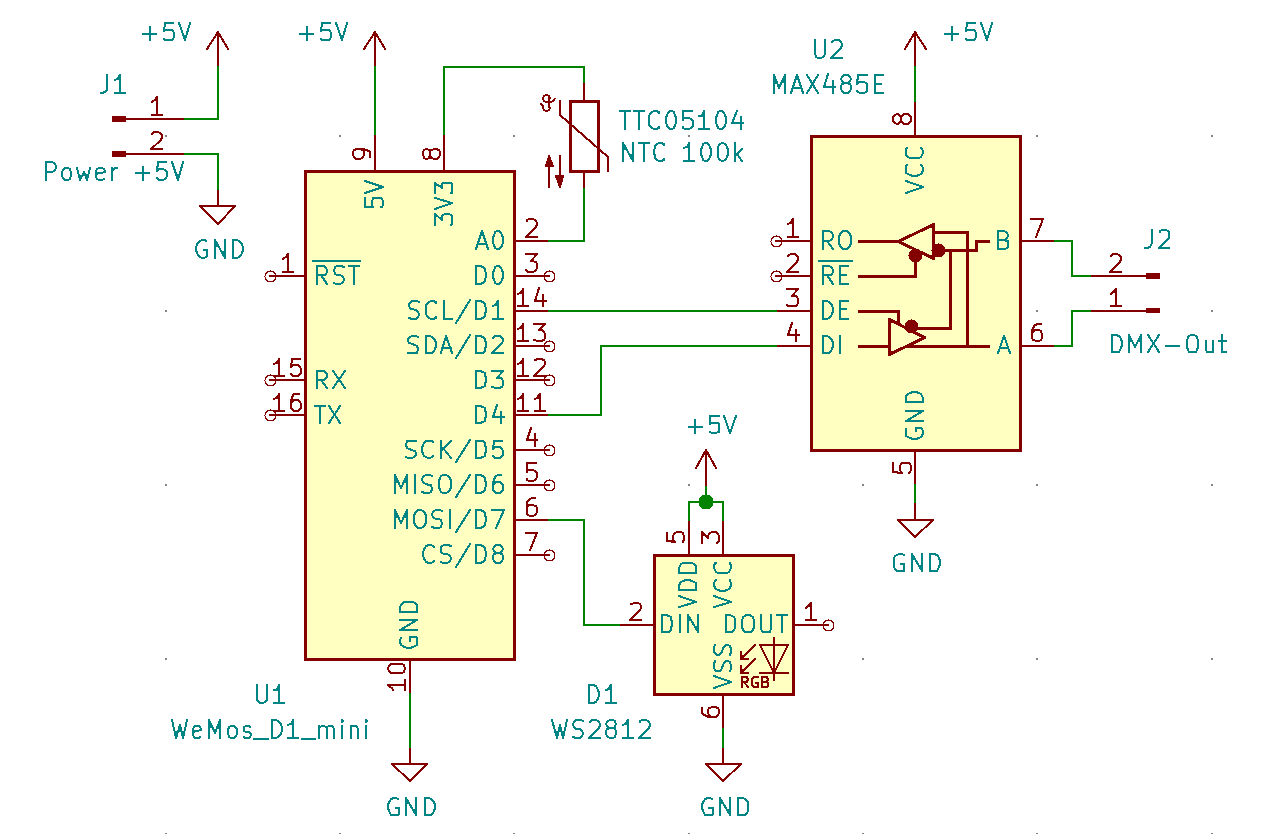 +5V
J1
1
2
Power +5V
GND
+5V
9
8
5V
3V3
1
RST
15
RX
16
TX
A0
2
D0
3
SCL/D1
14
SDA/D2
13
D3
12
D4
11
SCK/D5
4
MISO/D6
5
MOSI/D7
6
CS/D8
7
GND
10
U1
WeMos_D1_mini
GND
ϑ
TTC05104
NTC 100k
U2
MAX485E
+5V
8
VCC
1
RO
2
RE
3
DE
4
DI
B
7
A
6
GND
5
GND
J2
2
1
DMX-Out
+5V
5
3
VDD
VCC
2
DIN
DOUT
1
VSS
RGB
6
D1
WS2812
GND